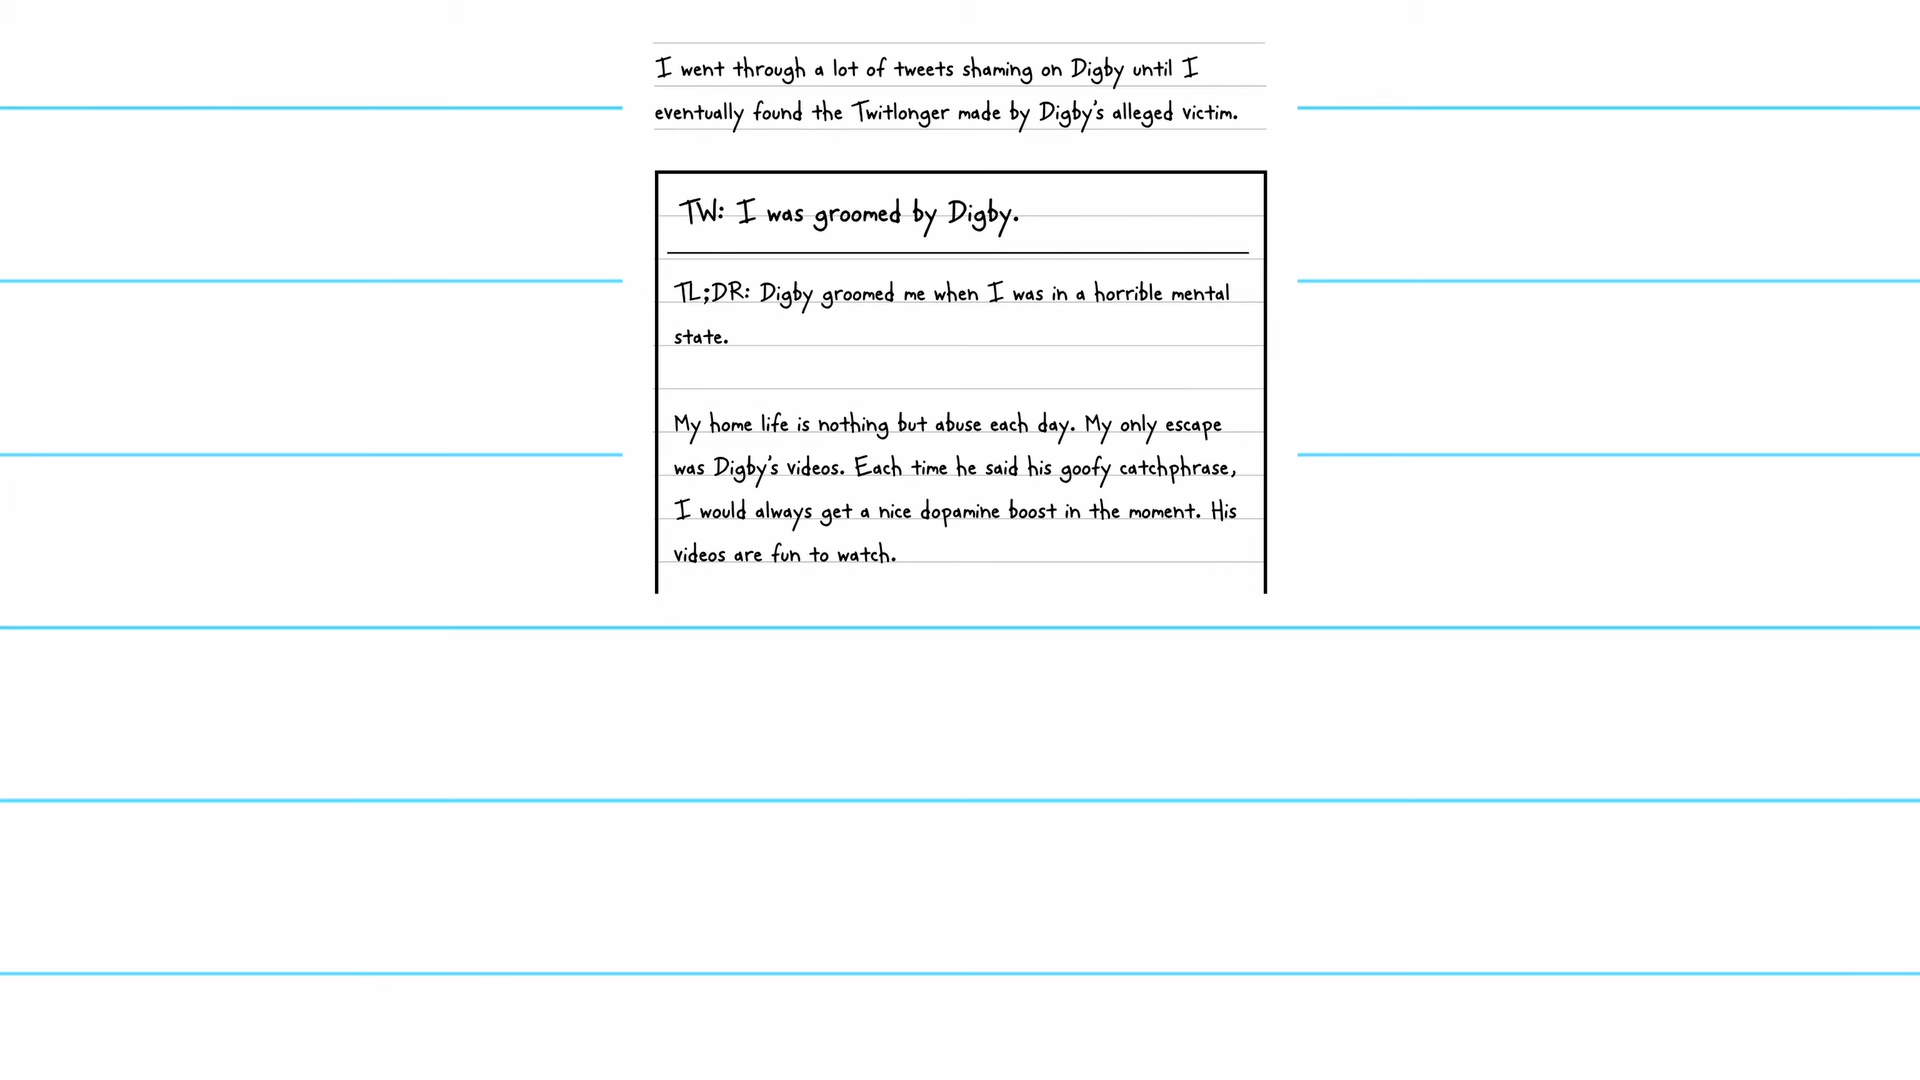 I went through a lot of tweets shaming on Digby until I
eventually found the Twitlonger made by Digby's alleged victim.
TW: I was groomed by Digby.
TL;DR: Digby groomed me when I was in a horrible mental
state.
My home life is nothing but abuse each day. My only escape
was Digby's videos. Each time he said his goofy catchphrase,
I would always get a nice dopamine boost in the moment. His
videos are fun to watch.